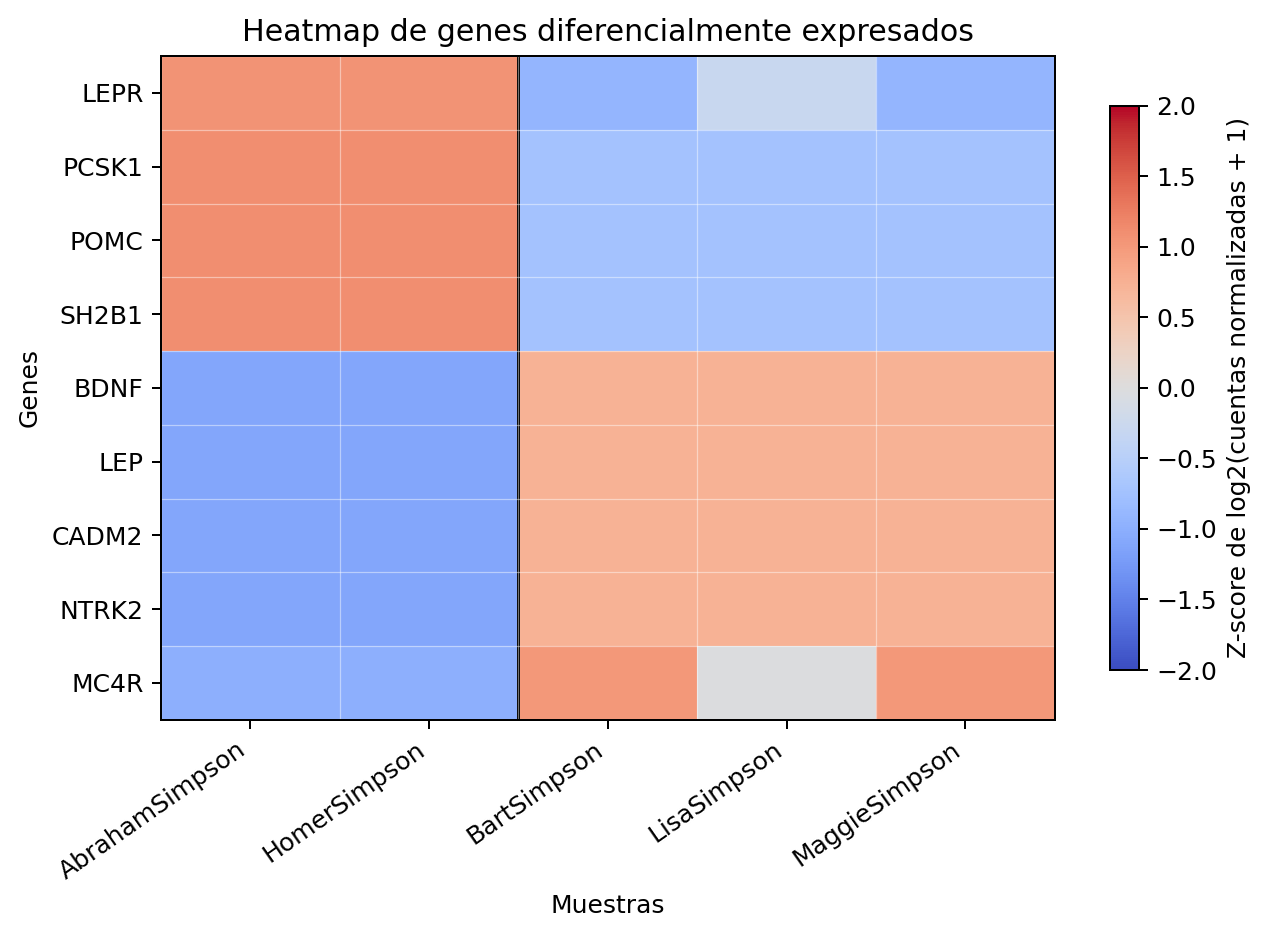 Heatmap de genes diferencialmente expresados
LEPR
PCSK1
POMC
SH2B1
BDNF
LEP
CADM2
NTRK2
MC4R
Genes
AbrahamSimpson
HomerSimpson
BartSimpson
LisaSimpson
MaggieSimpson
Muestras
2.0
1.5
1.0
0.5
0.0
−0.5
−1.0
−1.5
−2.0
Z-score de log2(cuentas normalizadas + 1)